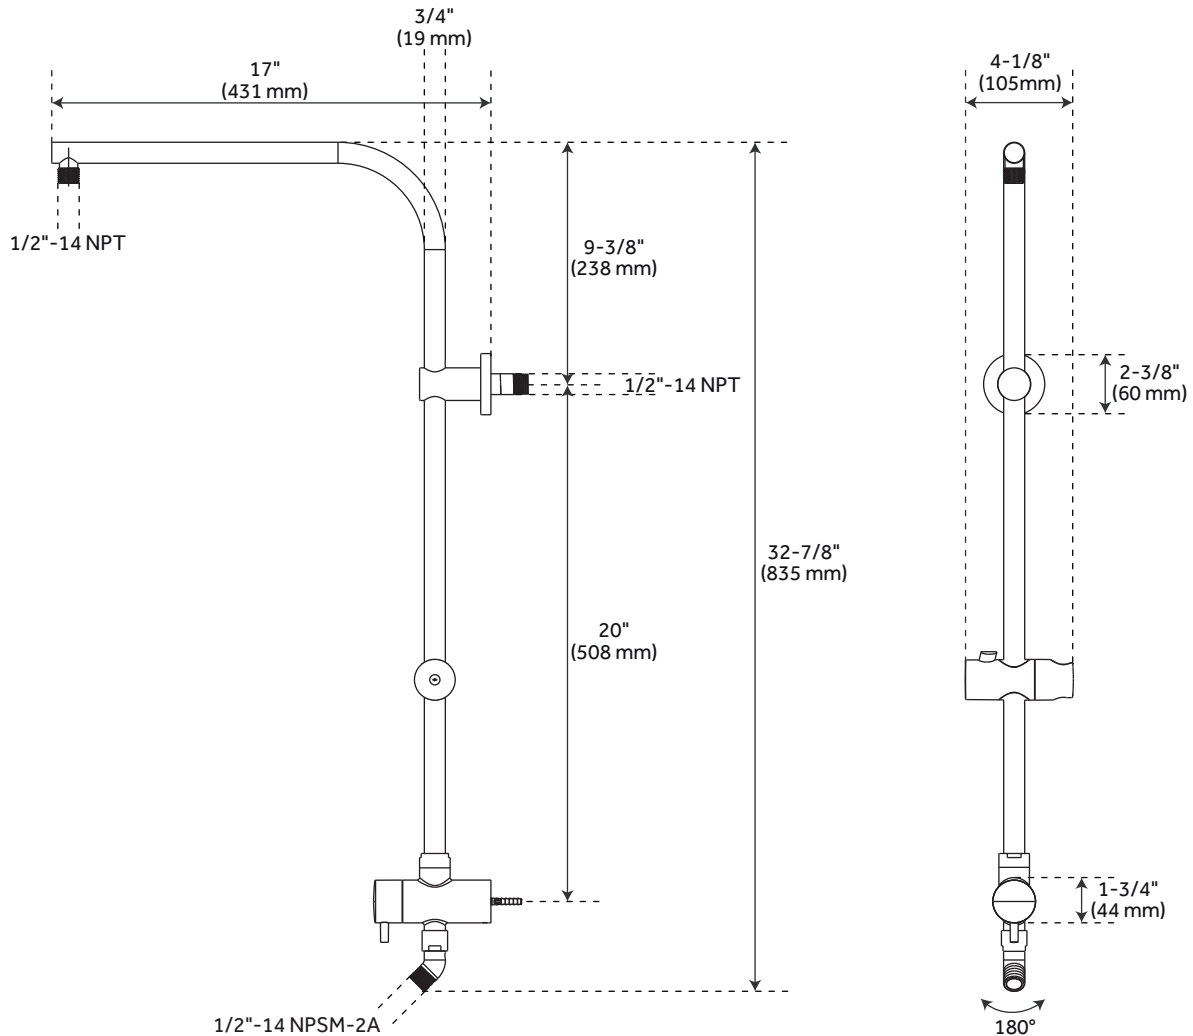 3/4"
(19 mm)
17"
(431 mm)
4-1/8"
(105mm)
1/2"-14 NPT
9-3/8"
(238 mm)
1/2"-14 NPT
2-3/8"
(60 mm)
32-7/8"
(835 mm)
20"
(508 mm)
1-3/4"
(44 mm)
1/2"-14 NPSM-2A
180°